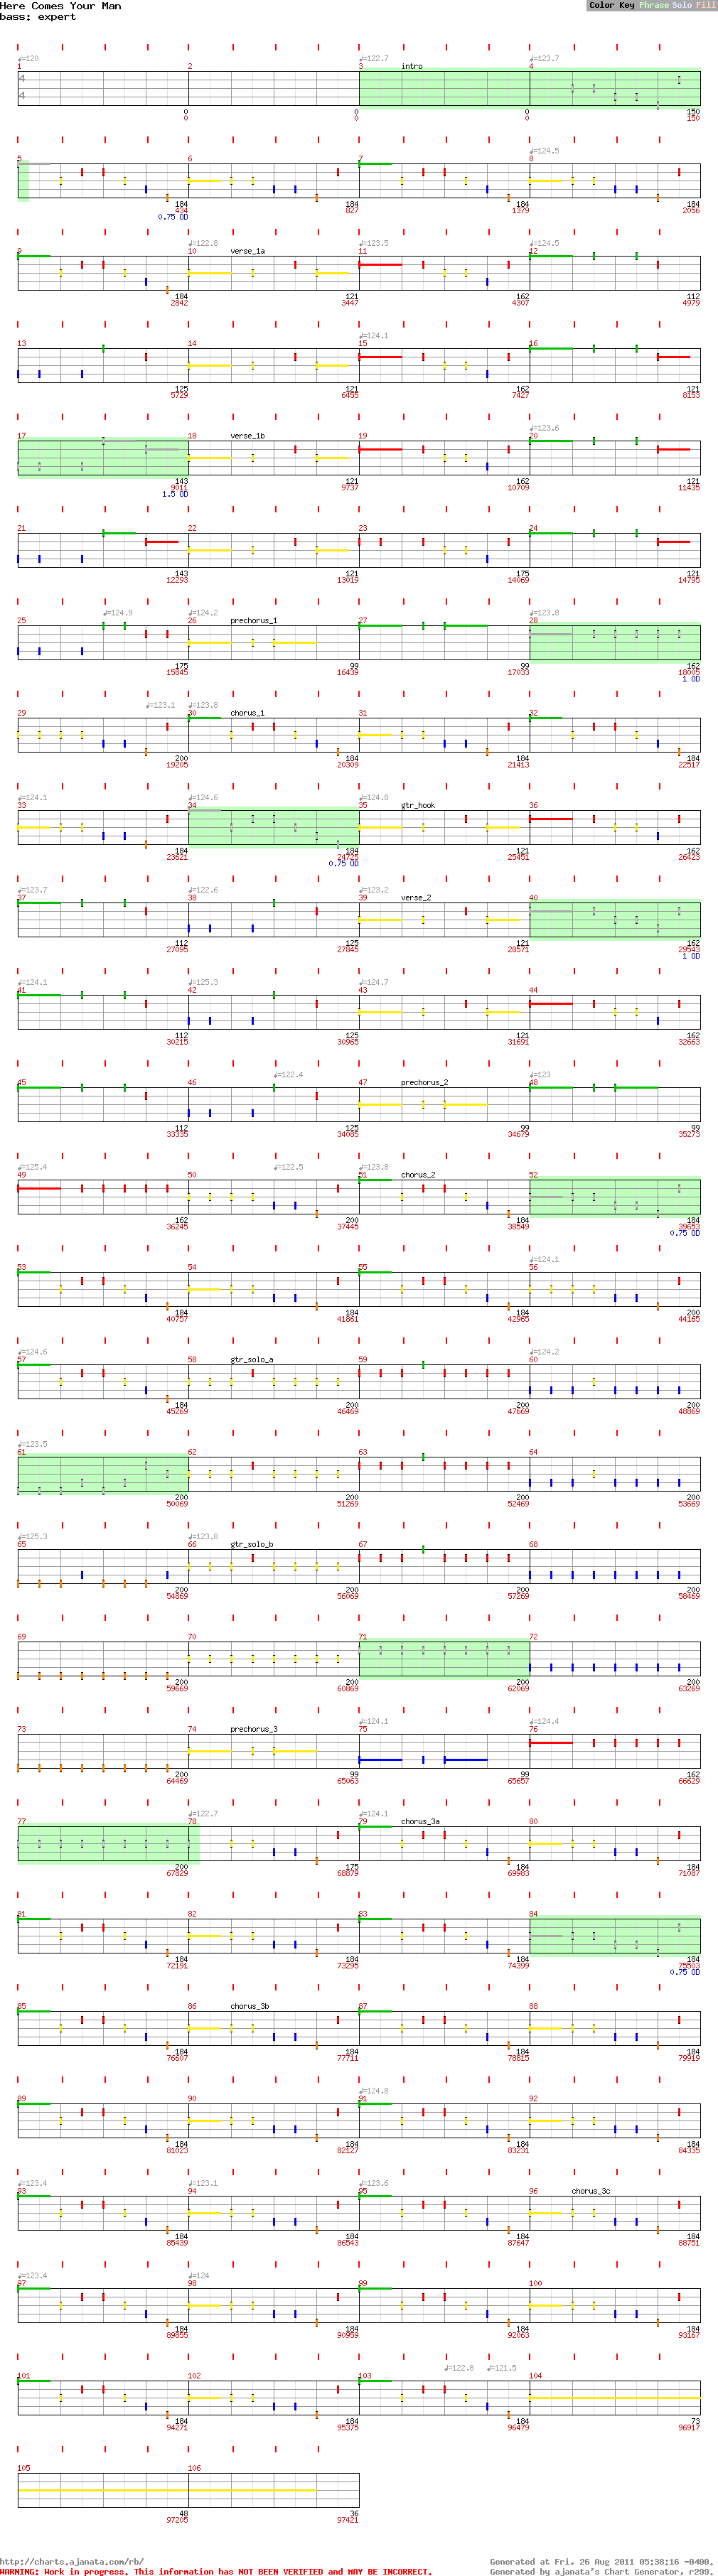 Here Comes Your Man
Color Key Phrase Solo Fill
bass: expert
♩=120 ♩=122.7 ♩=123.7
1 2 3 intro 4
0 0 0 150
0 0 0 150
♩=124.5
5 6 7 8
184 184 184 184
434 827 1379 2056
0.75 OD
♩=122.8 ♩=123.5 ♩=124.5
9 10 verse_1a 11 12
184 121 162 112
2842 3447 4307 4979
♩=124.1
13 14 15 16
125 121 162 121
5729 6455 7427 8153
♩=123.6
17 18 verse_1b 19 20
143 121 162 121
9011 9737 10709 11435
1.5 OD
21 22 23 24
143 121 175 121
12293 13019 14069 14795
♩=124.9 ♩=124.2 ♩=123.8
25 26 prechorus_1 27 28
175 99 99 162
15845 16439 17033 18005
1 OD
♩=123.1 ♩=123.8
29 30 chorus_1 31 32
200 184 184 184
19205 20309 21413 22517
♩=124.1 ♩=124.6 ♩=124.8
33 34 35 gtr_hook 36
184 184 121 162
23621 24725 25451 26423
0.75 OD
♩=123.7 ♩=122.6 ♩=123.2
37 38 39 verse_2 40
112 125 121 162
27095 27845 28571 29543
1 OD
♩=124.1 ♩=125.3 ♩=124.7
41 42 43 44
112 125 121 162
30215 30965 31691 32663
♩=122.4 ♩=123
45 46 47 prechorus_2 48
112 125 99 99
33335 34085 34679 35273
♩=125.4 ♩=122.5 ♩=123.8
49 50 51 chorus_2 52
162 200 184 184
36245 37445 38549 39653
0.75 OD
♩=124.1
53 54 55 56
184 184 184 200
40757 41861 42965 44165
♩=124.6 ♩=124.2
57 58 gtr_solo_a 59 60
184 200 200 200
45269 46469 47669 48869
♩=123.5
61 62 63 64
200 200 200 200
50069 51269 52469 53669
♩=125.3 ♩=123.8
65 66 gtr_solo_b 67 68
200 200 200 200
54869 56069 57269 58469
69 70 71 72
200 200 200 200
59669 60869 62069 63269
♩=124.1 ♩=124.4
73 74 prechorus_3 75 76
200 99 99 162
64469 65063 65657 66629
♩=122.7 ♩=124.1
77 78 79 chorus_3a 80
200 175 184 184
67829 68879 69983 71087
81 82 83 84
184 184 184 184
72191 73295 74399 75503
0.75 OD
85 86 chorus_3b 87 88
184 184 184 184
76607 77711 78815 79919
♩=124.8
89 90 91 92
184 184 184 184
81023 82127 83231 84335
♩=123.4 ♩=123.1 ♩=123.6
93 94 95 96 chorus_3c
184 184 184 184
85439 86543 87647 88751
♩=123.4 ♩=124
97 98 99 100
184 184 184 184
89855 90959 92063 93167
♩=122.8 ♩=121.5
101 102 103 104
184 184 184 73
94271 95375 96479 96917
105 106
48 36
97205 97421
http://charts.ajanata.com/rb/
Generated at Fri, 26 Aug 2011 05:38:16 -0400.
WARNING: Work in progress. This information has NOT BEEN VERIFIED and MAY BE INCORRECT.
Generated by ajanata's Chart Generator, r299.